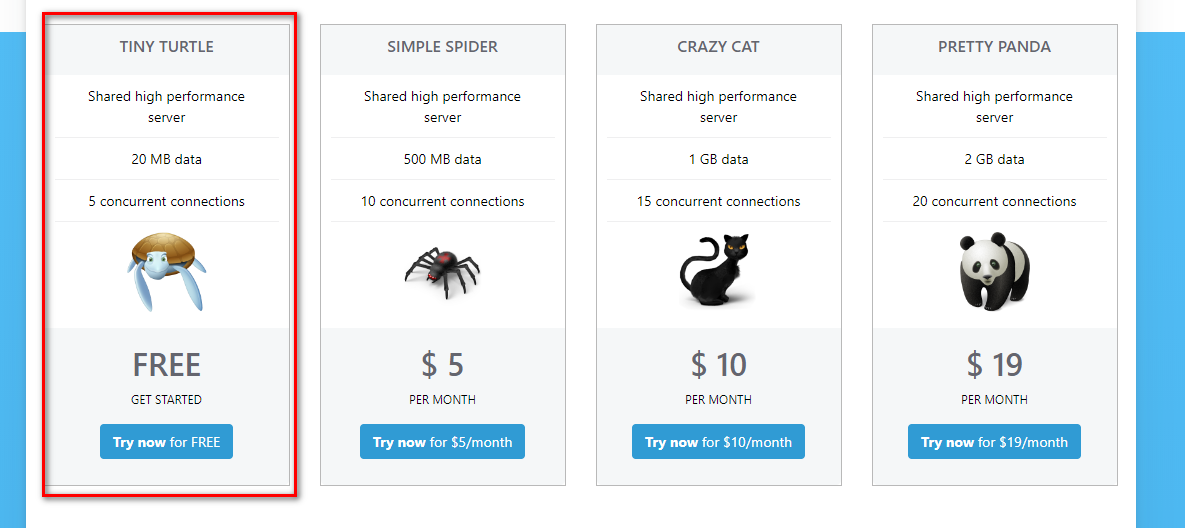 TINY TURTLE
Shared high performance
server
20 MB data
5 concurrent connections
FREE
GET STARTED
Try now for FREE
SIMPLE SPIDER
Shared high performance
server
500 MB data
10 concurrent connections
$ 5
PER MONTH
Try now for $5/month
CRAZY CAT
Shared high performance
server
1 GB data
15 concurrent connections
$ 10
PER MONTH
Try now for $10/month
PRETTY PANDA
Shared high performance
server
2 GB data
20 concurrent connections
$ 19
PER MONTH
Try now for $19/month